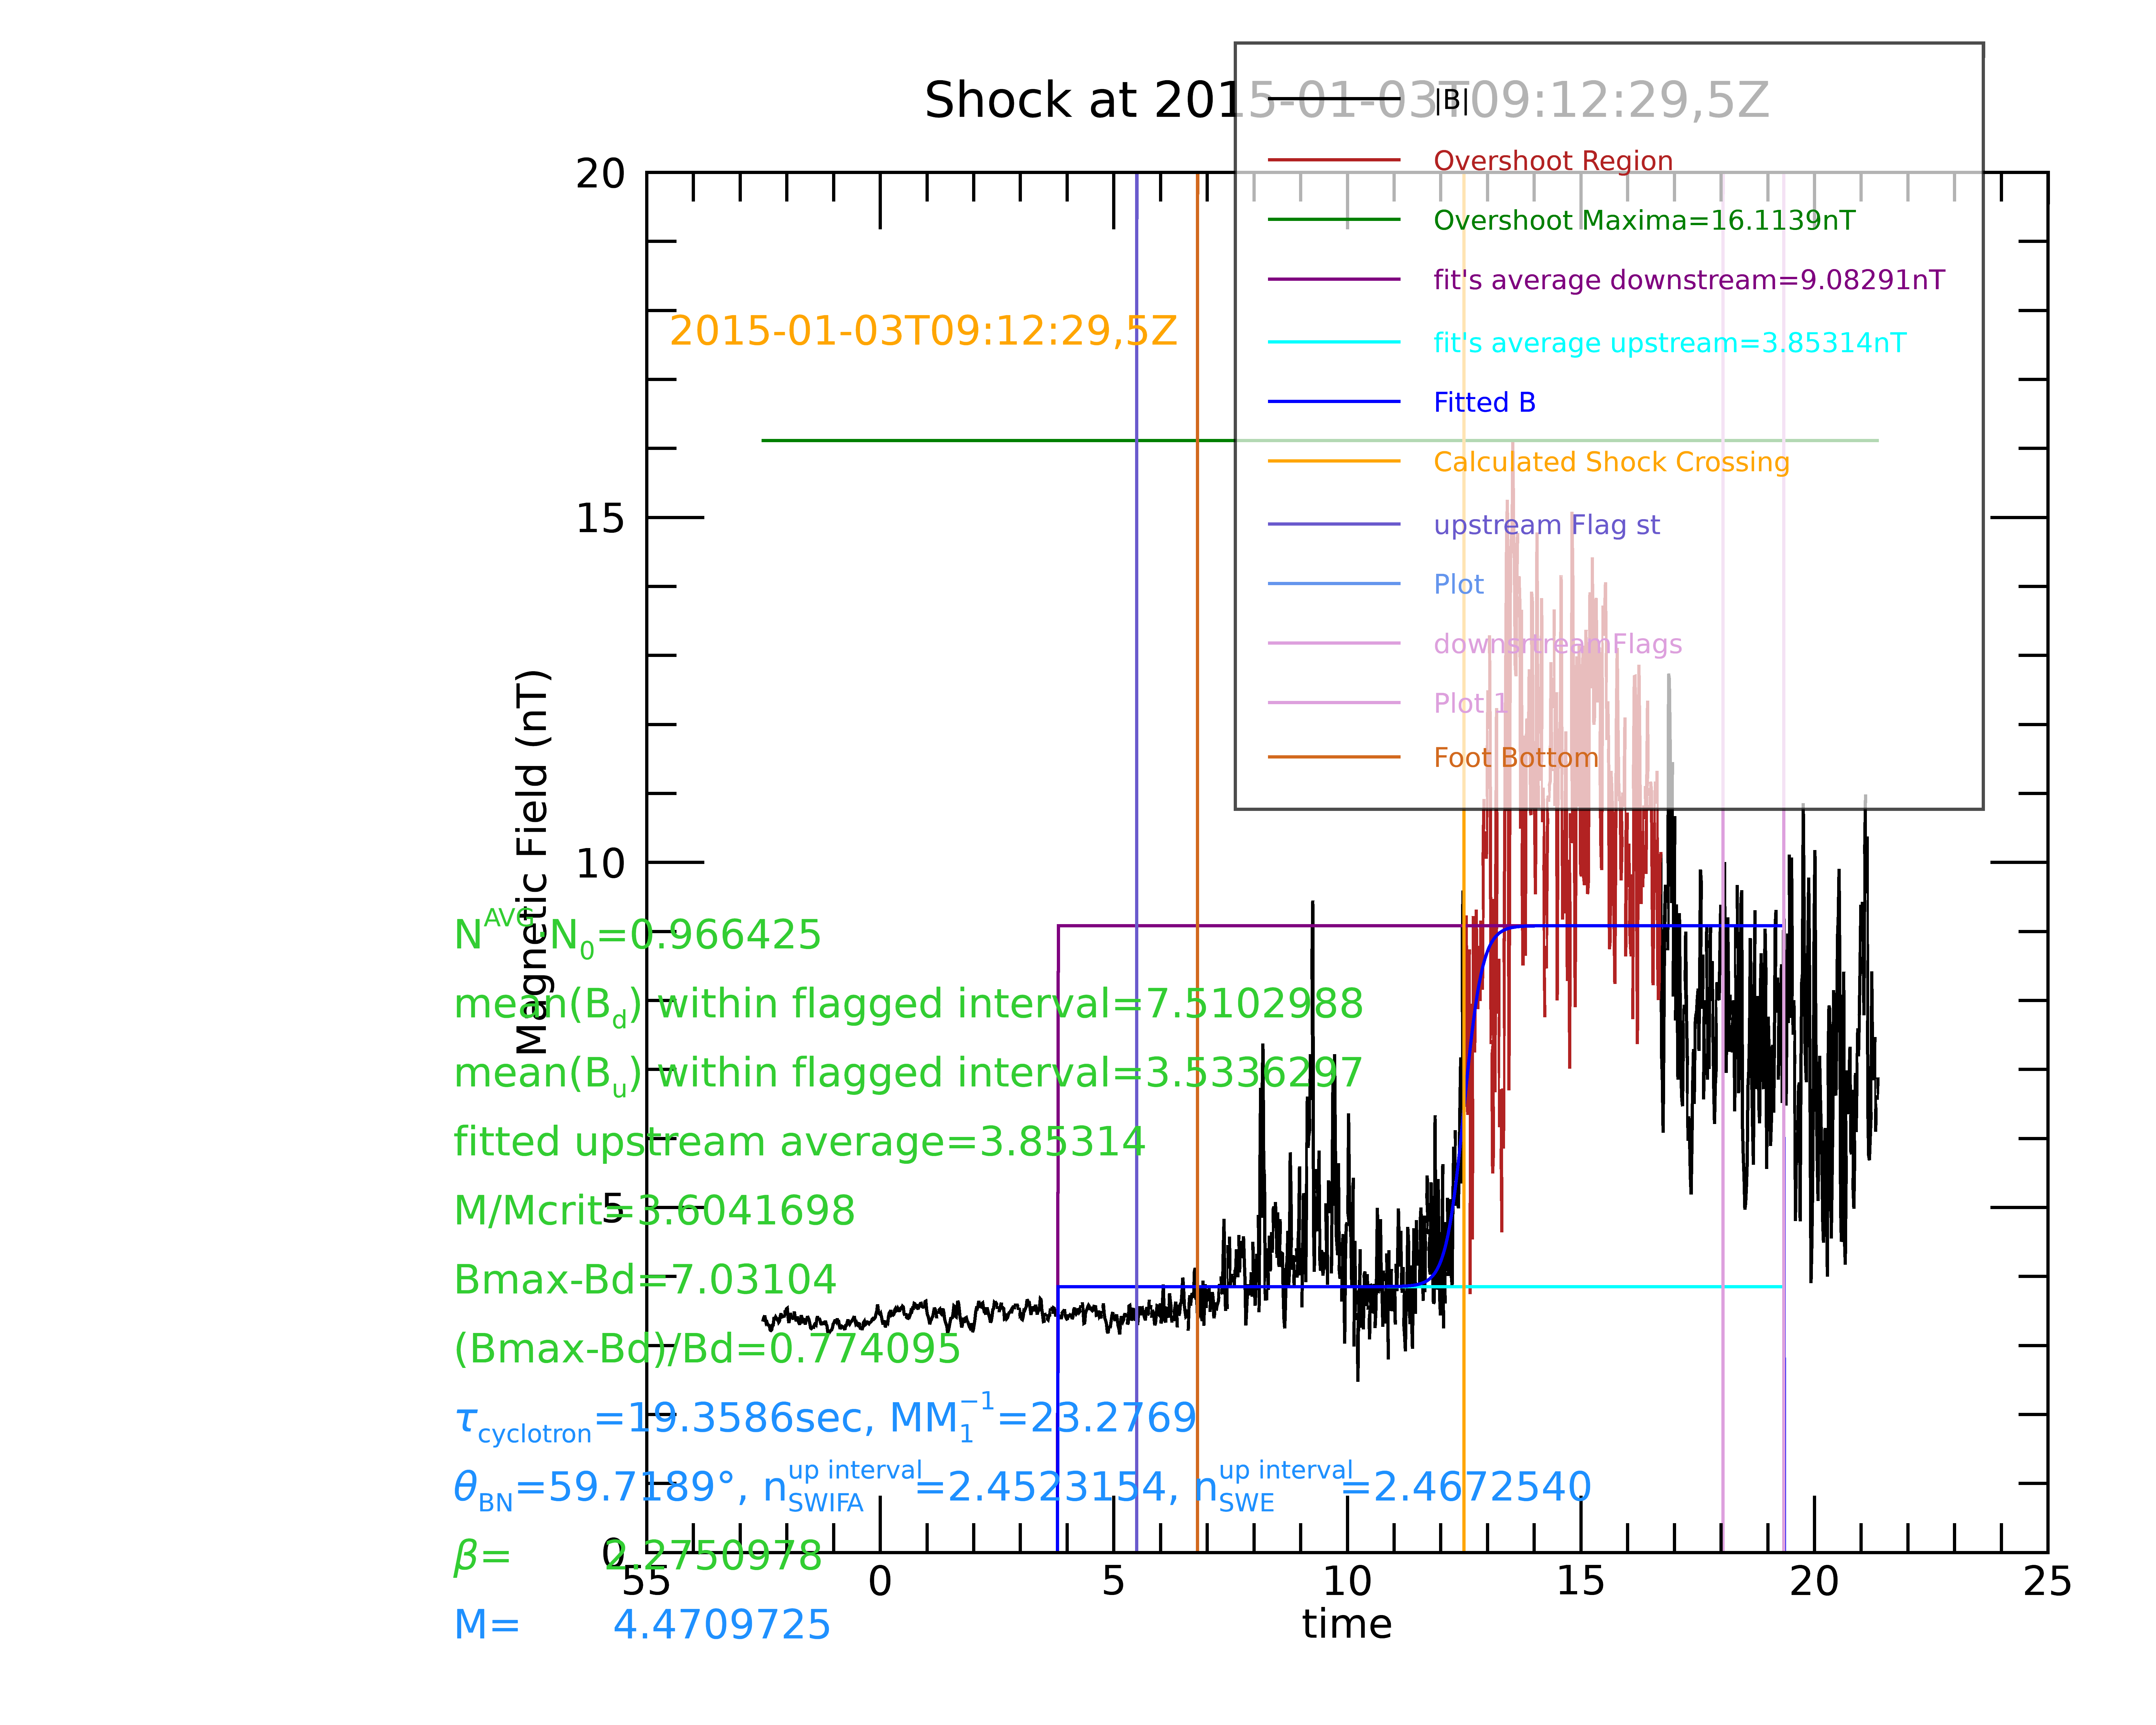 Shock at 2015-01-03T09:12:29,5Z
|B|
Overshoot Region
Overshoot Maxima=16.1139nT
fit's average downstream=9.08291nT
fit's average upstream=3.85314nT
Fitted B
Calculated Shock Crossing
upstream Flag st
Plot
downsrtreamFlags
Plot 1
Foot Bottom
2015-01-03T09:12:29,5Z
20
15
10
5
0
Magnetic Field (nT)
N^AVG·N_0=0.966425
mean(B_d) within flagged interval=7.5102988
mean(B_u) within flagged interval=3.5336297
fitted upstream average=3.85314
M/Mcrit=3.6041698
Bmax-Bd=7.03104
(Bmax-Bd)/Bd=0.774095
τ_cyclotron=19.3586sec, MM_1^−1=23.2769
θ_BN=59.7189°, n_SWIFA^up interval=2.4523154, n_SWE^up interval=2.4672540
β= 2.2750978
M= 4.4709725
55 0 5 10 15 20 25
time